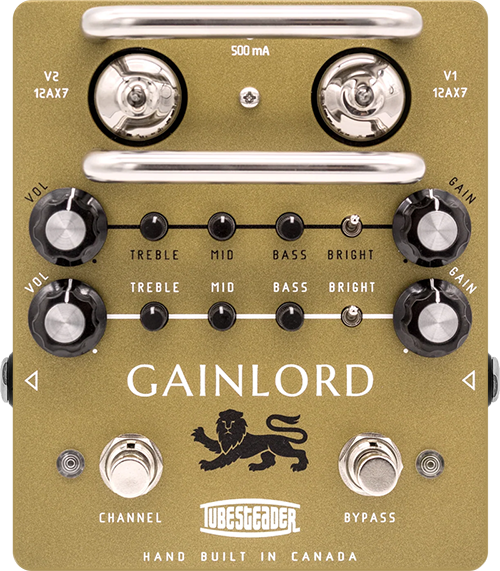 500 mA
V2
12AX7
V1
12AX7
VOL
GAIN
TREBLE MID BASS BRIGHT
VOL
GAIN
TREBLE MID BASS BRIGHT
GAINLORD
CHANNEL
TUBESTEADER
BYPASS
HAND BUILT IN CANADA